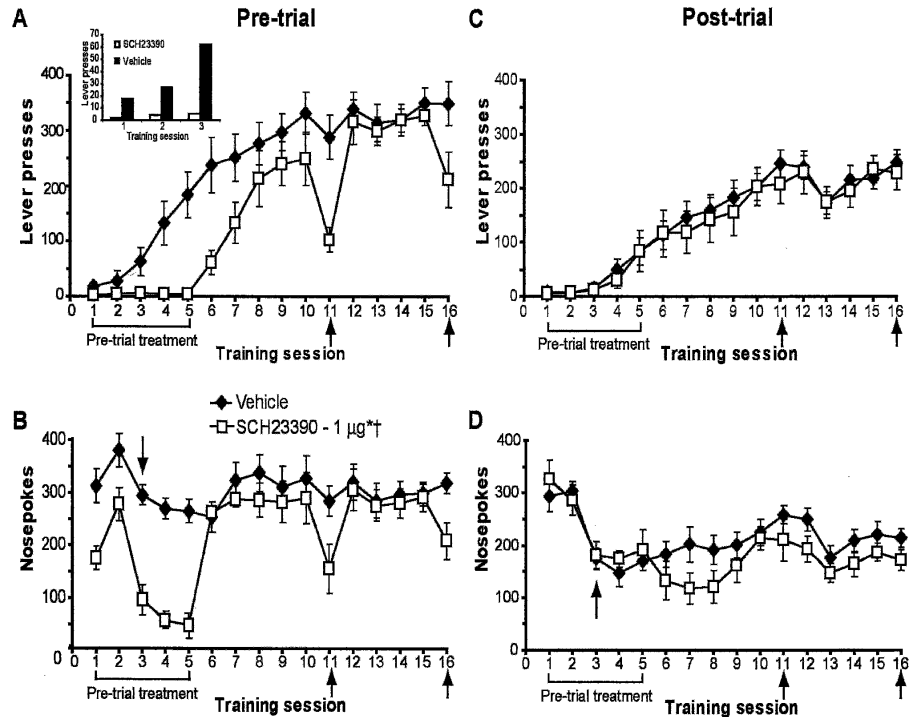 A
Pre-trial
Lever presses
400
300
200
100
0
70
60
50
40
30
20
10
0
Lever presses
SCH23390
Vehicle
1 2 3
Training session
0 1 2 3 4 5 6 7 8 9 10 11 12 13 14 15 16
Pre-trial treatment
Training session
C
Post-trial
Lever presses
400
300
200
100
0
0 1 2 3 4 5 6 7 8 9 10 11 12 13 14 15 16
Pre-trial treatment
Training session
B
Vehicle
SCH23390 - 1 µg*†
Nosepokes
400
300
200
100
0
0 1 2 3 4 5 6 7 8 9 10 11 12 13 14 15 16
Pre-trial treatment
Training session
D
Nosepokes
400
300
200
100
0
0 1 2 3 4 5 6 7 8 9 10 11 12 13 14 15 16
Pre-trial treatment
Training session